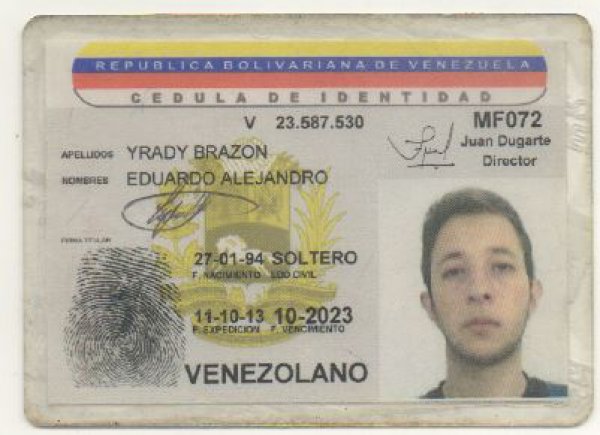 REPUBLICA BOLIVARIANA DE VENEZUELA
CEDULA DE IDENTIDAD
V 23.587.530
MF072
Juan Dugarte
Director
APELLIDOS YRADY BRAZON
NOMBRES EDUARDO ALEJANDRO
FIRMA TITULAR
27-01-94 SOLTERO
F. NACIMIENTO EDO CIVIL
11-10-13 10-2023
F. EXPEDICION F. VENCIMIENTO
VENEZOLANO